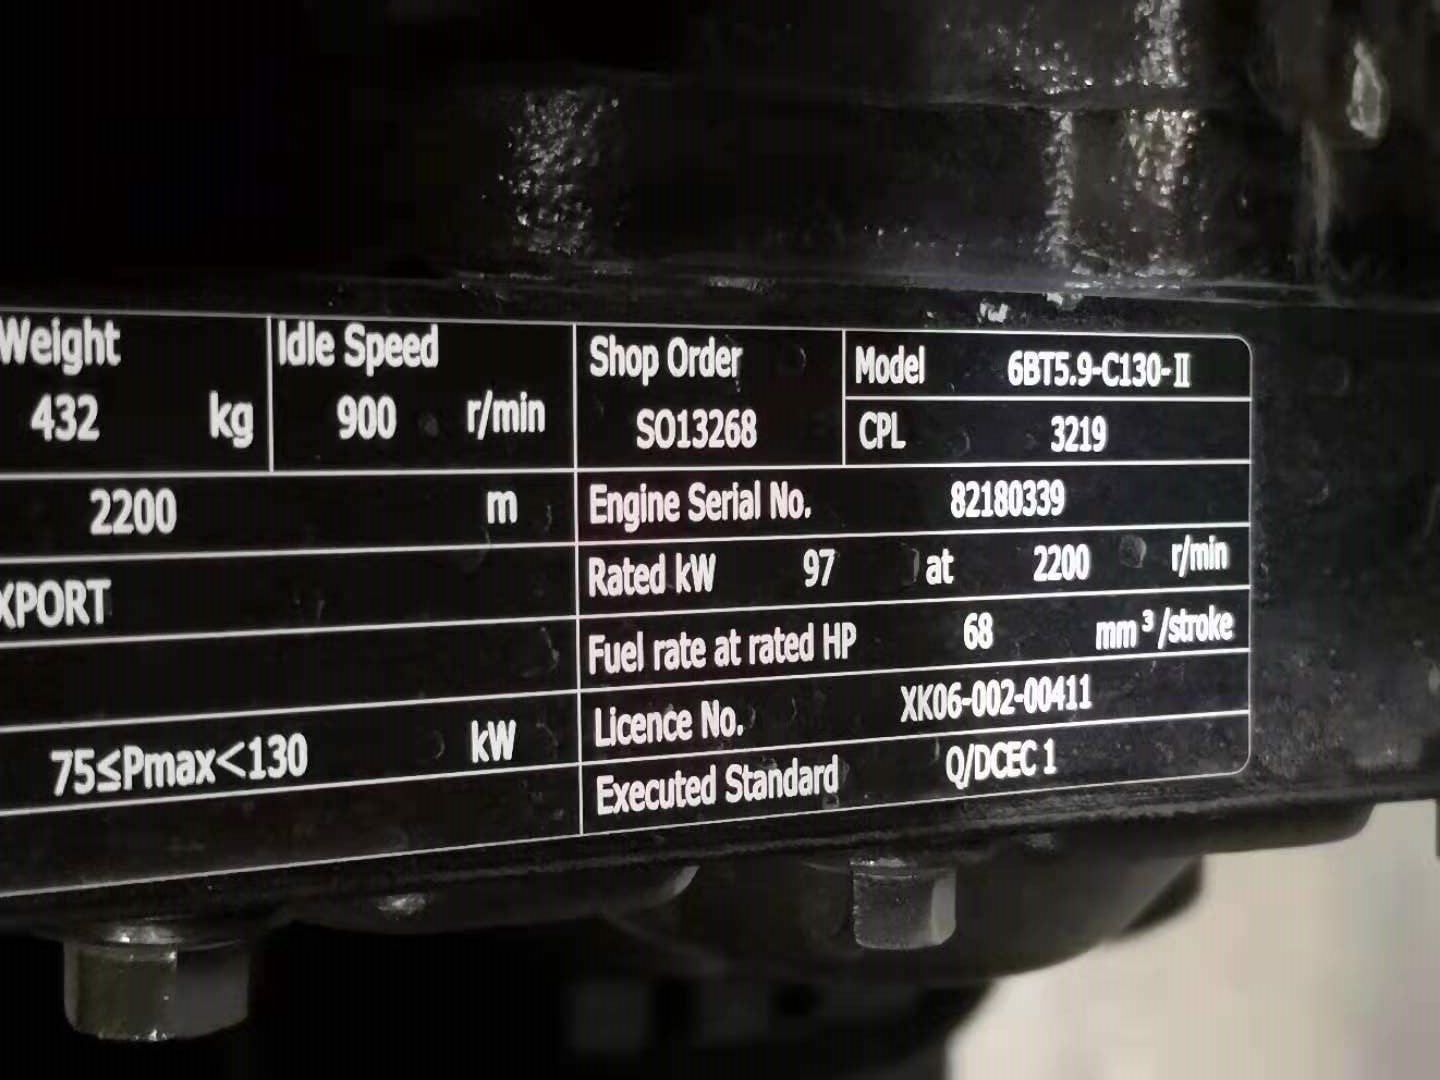 Weight Idle Speed Shop Order Model 6BT5.9-C130-Ⅱ
432 kg 900 r/min SO13268 CPL 3219
2200 m Engine Serial No. 82180339
Rated kW 97 at 2200 r/min
XPORT Fuel rate at rated HP 68 mm³/stroke
Licence No. XK06-002-00411
75≤Pmax<130 kW Executed Standard Q/DCEC 1